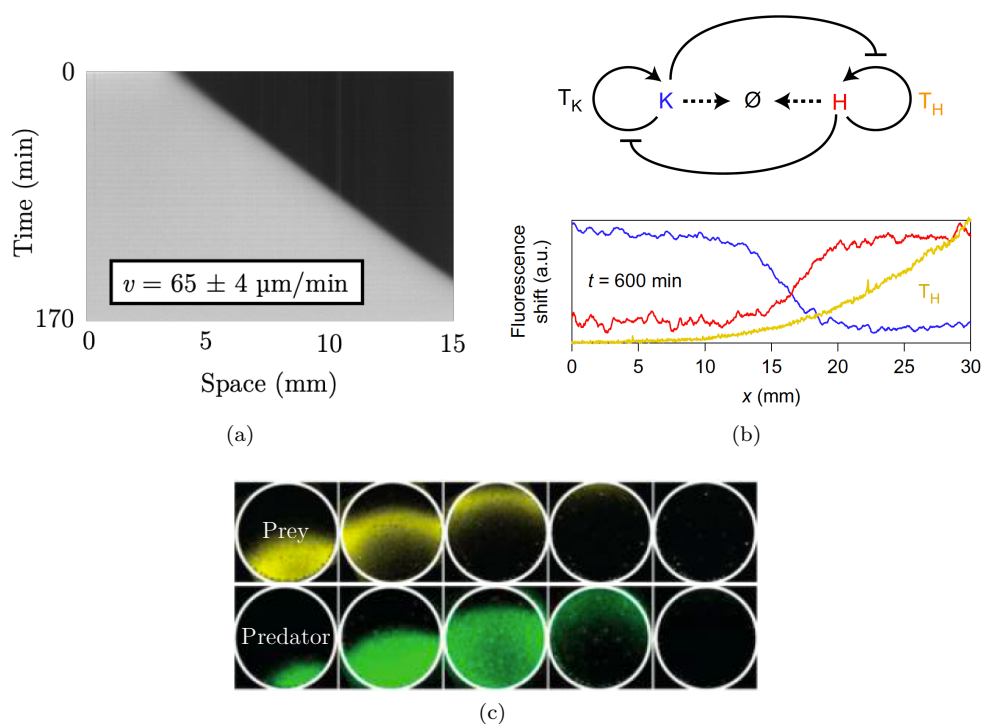 0
Time (min)
170
v = 65 ± 4 µm/min
0 5 10 15
Space (mm)
(a)
T_K K Ø H T_H
Fluorescence
shift (a.u.)
t = 600 min
T_H
0 5 10 15 20 25 30
x (mm)
(b)
Prey
Predator
(c)